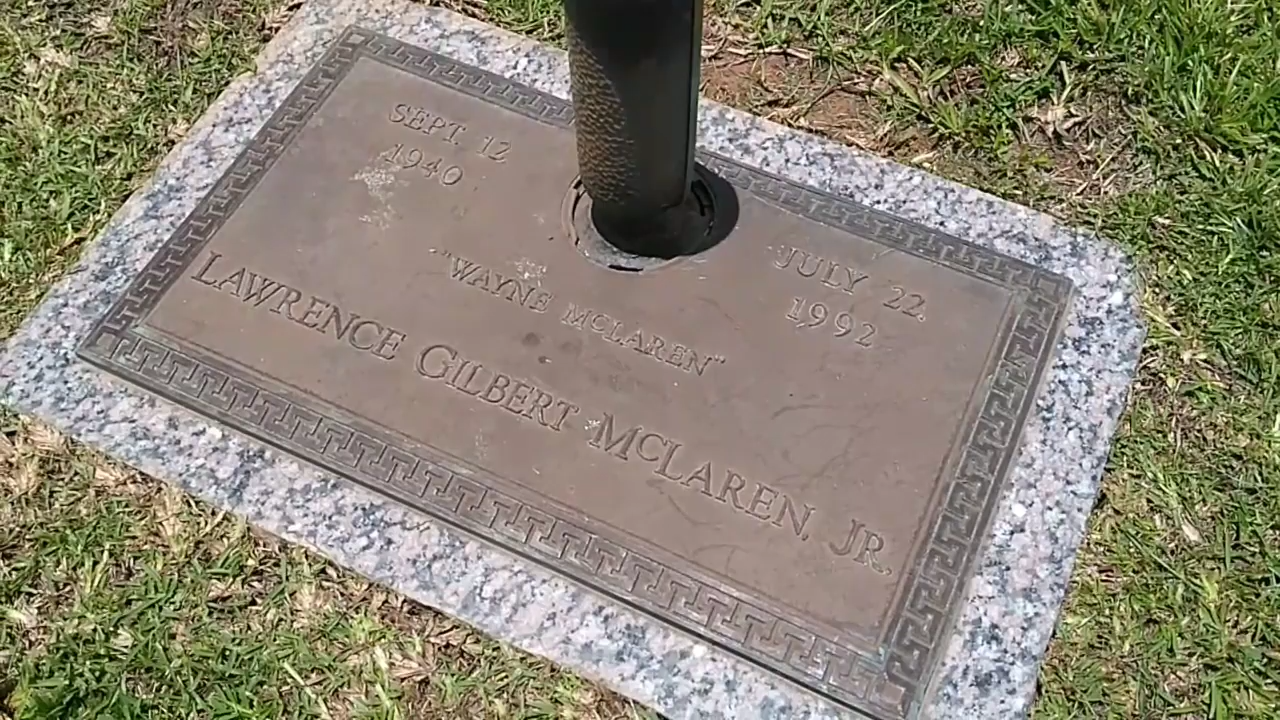 SEPT. 12
1940
JULY 22,
1992
"WAYNE MCLAREN"
LAWRENCE GILBERT MCLAREN, JR.